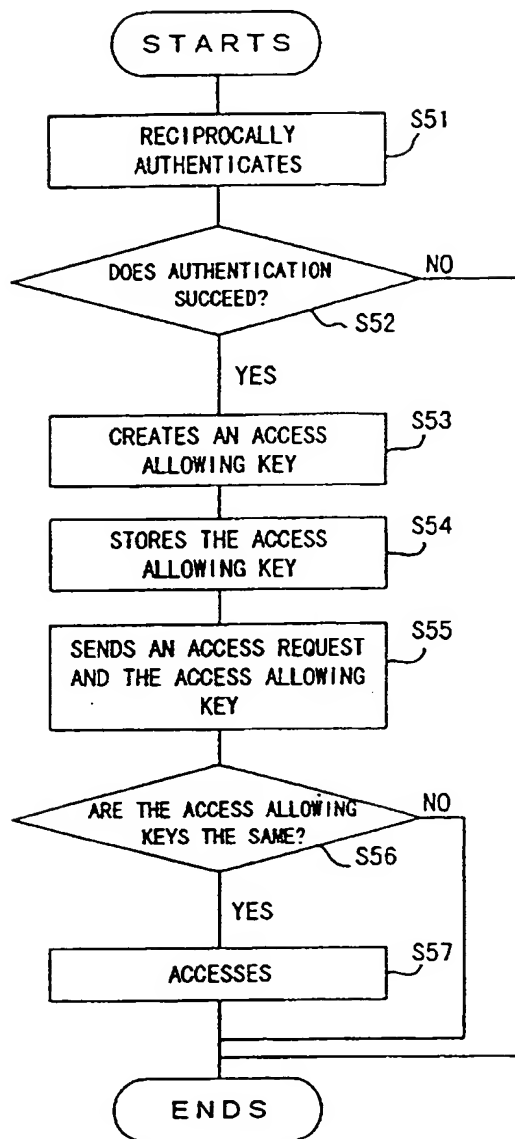 STARTS
RECIPROCALLY
AUTHENTICATES
S51
DOES AUTHENTICATION
SUCCEED?
NO
S52
YES
CREATES AN ACCESS
ALLOWING KEY
S53
STORES THE ACCESS
ALLOWING KEY
S54
SENDS AN ACCESS REQUEST
AND THE ACCESS ALLOWING
KEY
S55
ARE THE ACCESS ALLOWING
KEYS THE SAME?
NO
S56
YES
ACCESSES
S57
ENDS